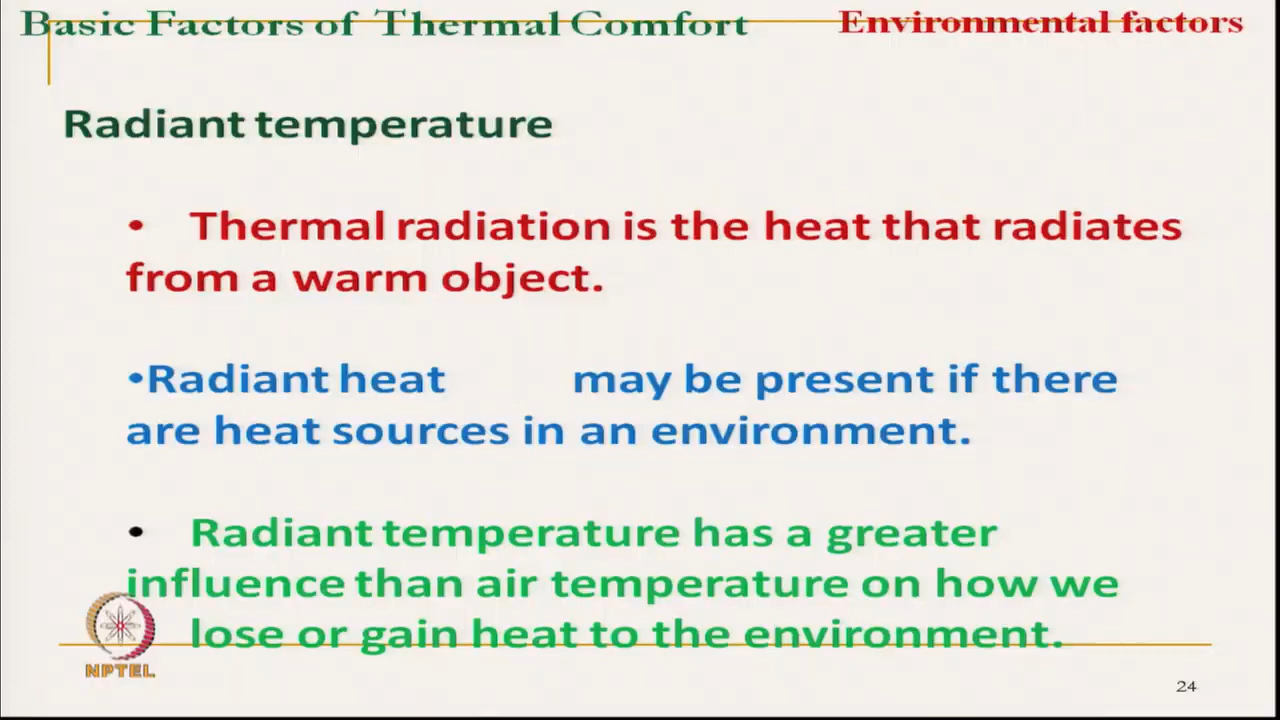 Basic Factors of Thermal Comfort
Environmental factors
Radiant temperature
• Thermal radiation is the heat that radiates
from a warm object.
•Radiant heat may be present if there
are heat sources in an environment.
• Radiant temperature has a greater
influence than air temperature on how we
lose or gain heat to the environment.
NPTEL
24